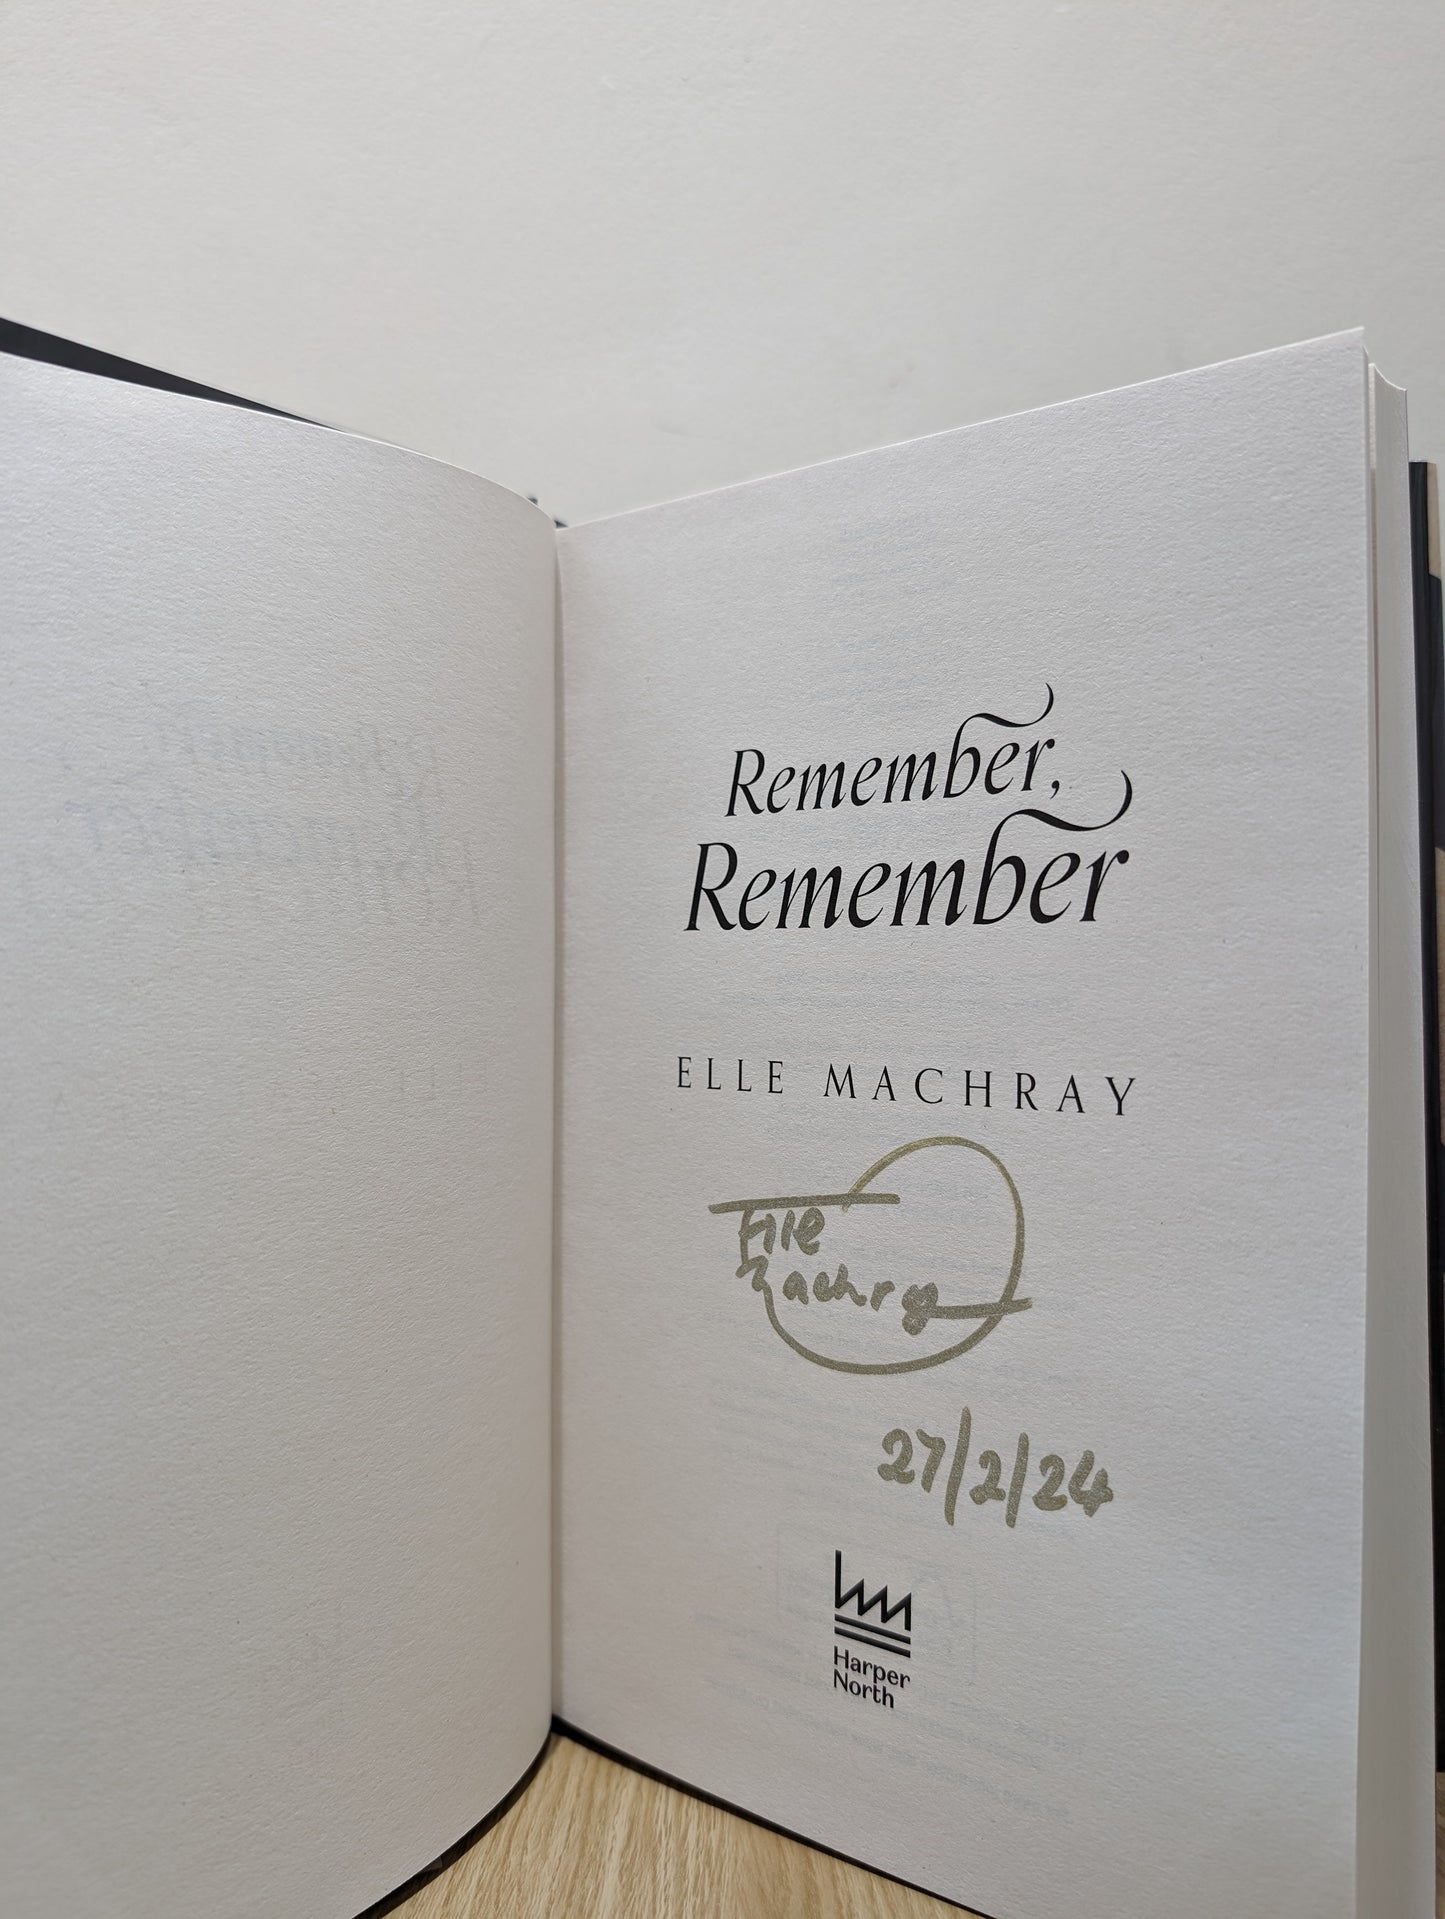 Remember,
Remember
ELLE MACHRAY
Elle
Machray
27/2/24
Harper
North